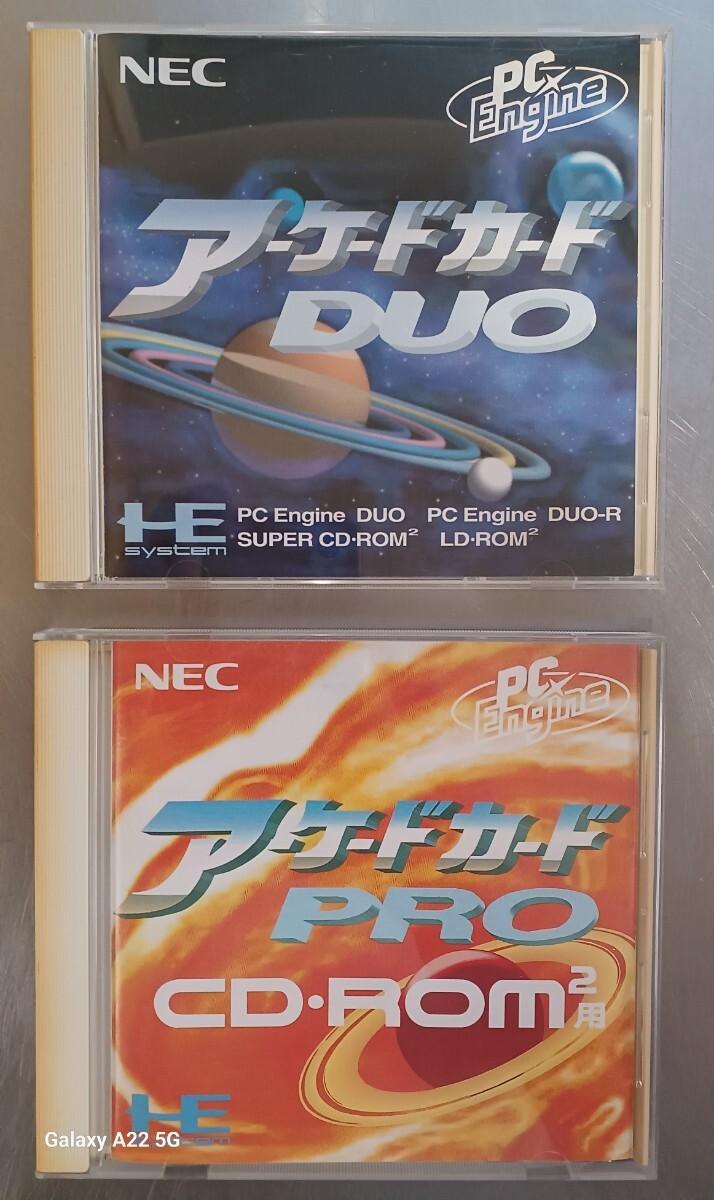 NEC
PC Engine
アーケードカード
DUO
HE system
PC Engine DUO PC Engine DUO-R
SUPER CD・ROM² LD・ROM²
NEC
PC Engine
アーケードカード
PRO
CD・ROM²用
HE system
Galaxy A22 5G